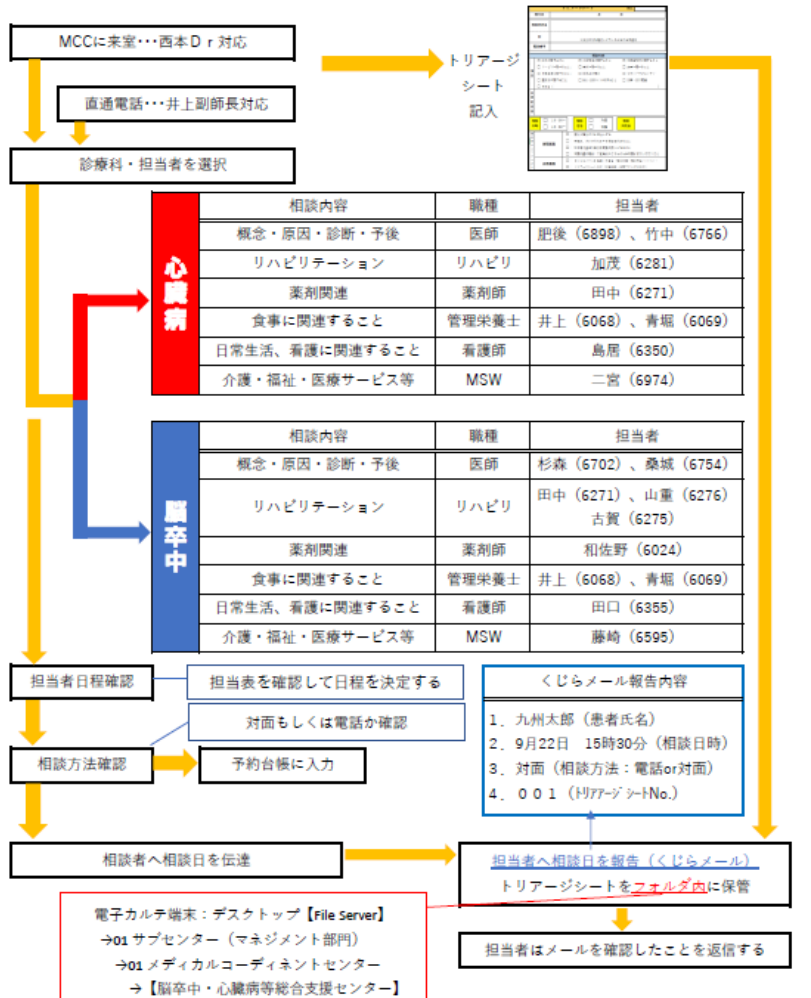 MCCに来室・・・西本Ｄｒ対応
直通電話・・・井上副師長対応
診療科・担当者を選択
トリアージ
シート
記入
心臓病
相談内容 職種 担当者
概念・原因・診断・予後 医師 肥後（6898）、竹中（6766）
リハビリテーション リハビリ 加茂（6281）
薬剤関連 薬剤師 田中（6271）
食事に関連すること 管理栄養士 井上（6068）、青堀（6069）
日常生活、看護に関連すること 看護師 島居（6350）
介護・福祉・医療サービス等 MSW 二宮（6974）
脳卒中
相談内容 職種 担当者
概念・原因・診断・予後 医師 杉森（6702）、桑城（6754）
リハビリテーション リハビリ 田中（6271）、山重（6276）
古賀（6275）
薬剤関連 薬剤師 和佐野（6024）
食事に関連すること 管理栄養士 井上（6068）、青堀（6069）
日常生活、看護に関連すること 看護師 田口（6355）
介護・福祉・医療サービス等 MSW 藤崎（6595）
担当者日程確認
担当表を確認して日程を決定する
対面もしくは電話か確認
相談方法確認
予約台帳に入力
くじらメール報告内容
1．九州太郎（患者氏名）
2．9月22日　15時30分（相談日時）
3．対面（相談方法：電話or対面）
4．００１（ﾄﾘｱｱｰｼﾞｼｰﾄNo.）
相談者へ相談日を伝達
担当者へ相談日を報告（くじらメール）
トリアージシートをフォルダ内に保管
電子カルテ端末：デスクトップ【File Server】
→01 サブセンター（マネジメント部門）
→01 メディカルコーディネントセンター
→【脳卒中・心臓病等総合支援センター】
担当者はメールを確認したことを返信する